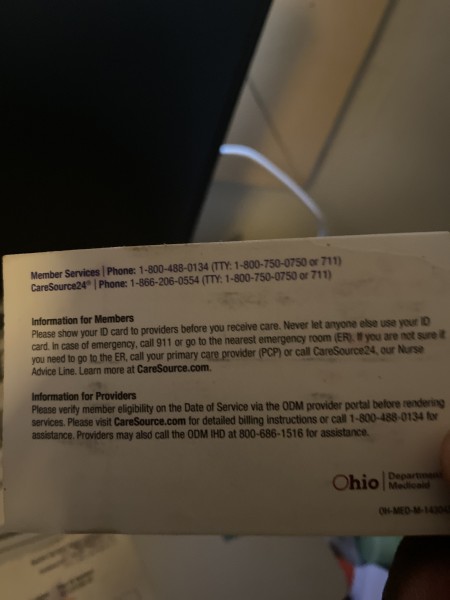 Member Services | Phone: 1-800-488-0134 (TTY: 1-800-750-0750 or 711)
CareSource24® | Phone: 1-866-206-0554 (TTY: 1-800-750-0750 or 711)
Information for Members
Please show your ID card to providers before you receive care. Never let anyone else use your ID
card. In case of emergency, call 911 or go to the nearest emergency room (ER). If you are not sure if
you need to go to the ER, call your primary care provider (PCP) or call CareSource24, our Nurse
Advice Line. Learn more at CareSource.com.
Information for Providers
Please verify member eligibility on the Date of Service via the ODM provider portal before rendering
services. Please visit CareSource.com for detailed billing instructions or call 1-800-488-0134 for
assistance. Providers may also call the ODM IHD at 800-686-1516 for assistance.
Ohio | Department
Medicaid